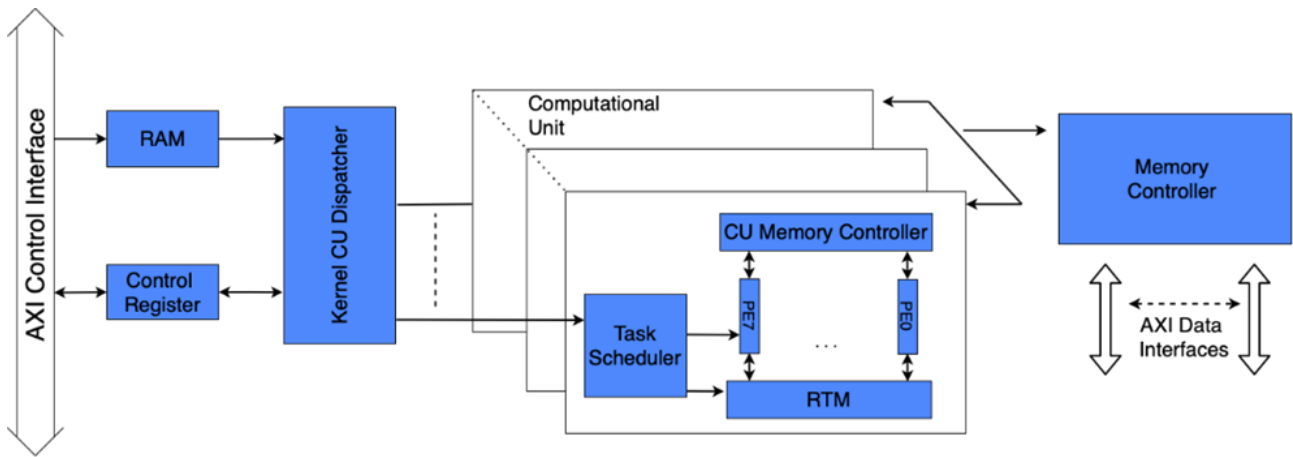 AXI Control Interface
RAM
Control
Register
Kernel CU Dispatcher
Computational
Unit
CU Memory Controller
PE7
PE0
...
Task
Scheduler
RTM
Memory
Controller
AXI Data
Interfaces